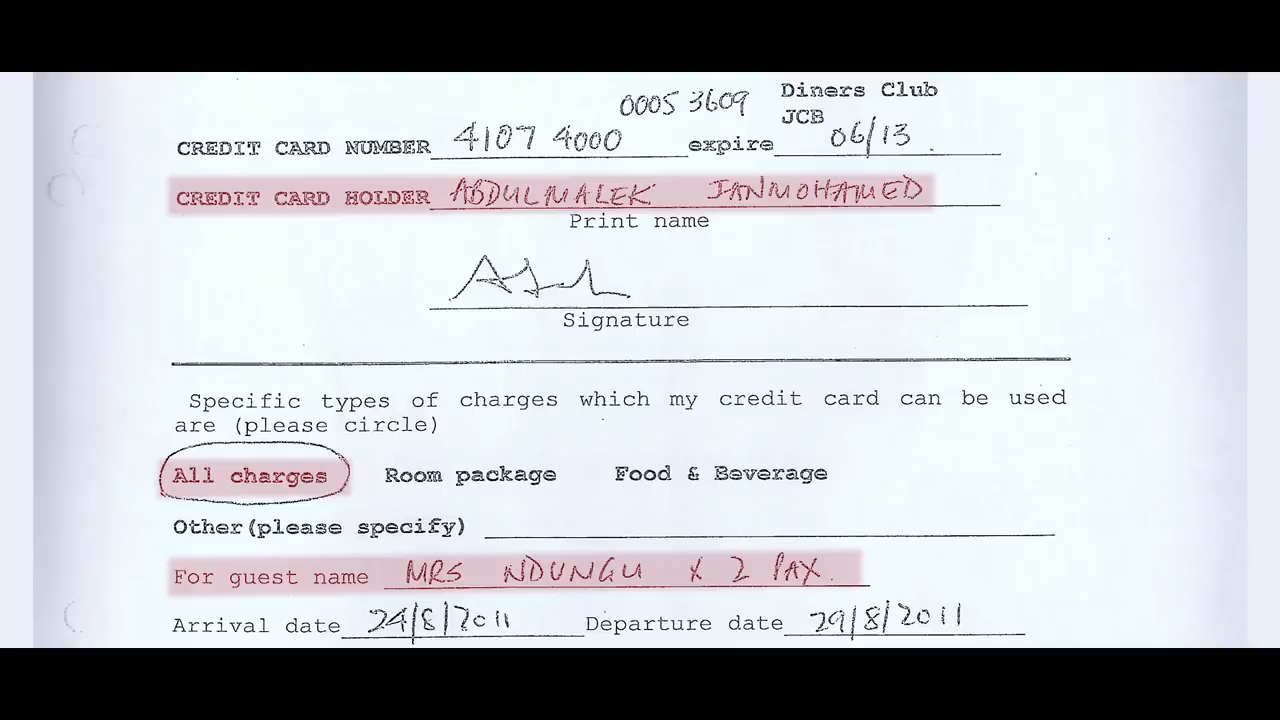 Diners Club
0005 3609 JCB
CREDIT CARD NUMBER 4107 4000 expire 06/13
CREDIT CARD HOLDER ABDULMALEK JANMOHAMED
Print name
Signature
Specific types of charges which my credit card can be used
are (please circle)
All charges Room package Food & Beverage
Other(please specify)
For guest name MRS NDUNGU X 2 PAX.
Arrival date 24/8/2011 Departure date 29/8/2011